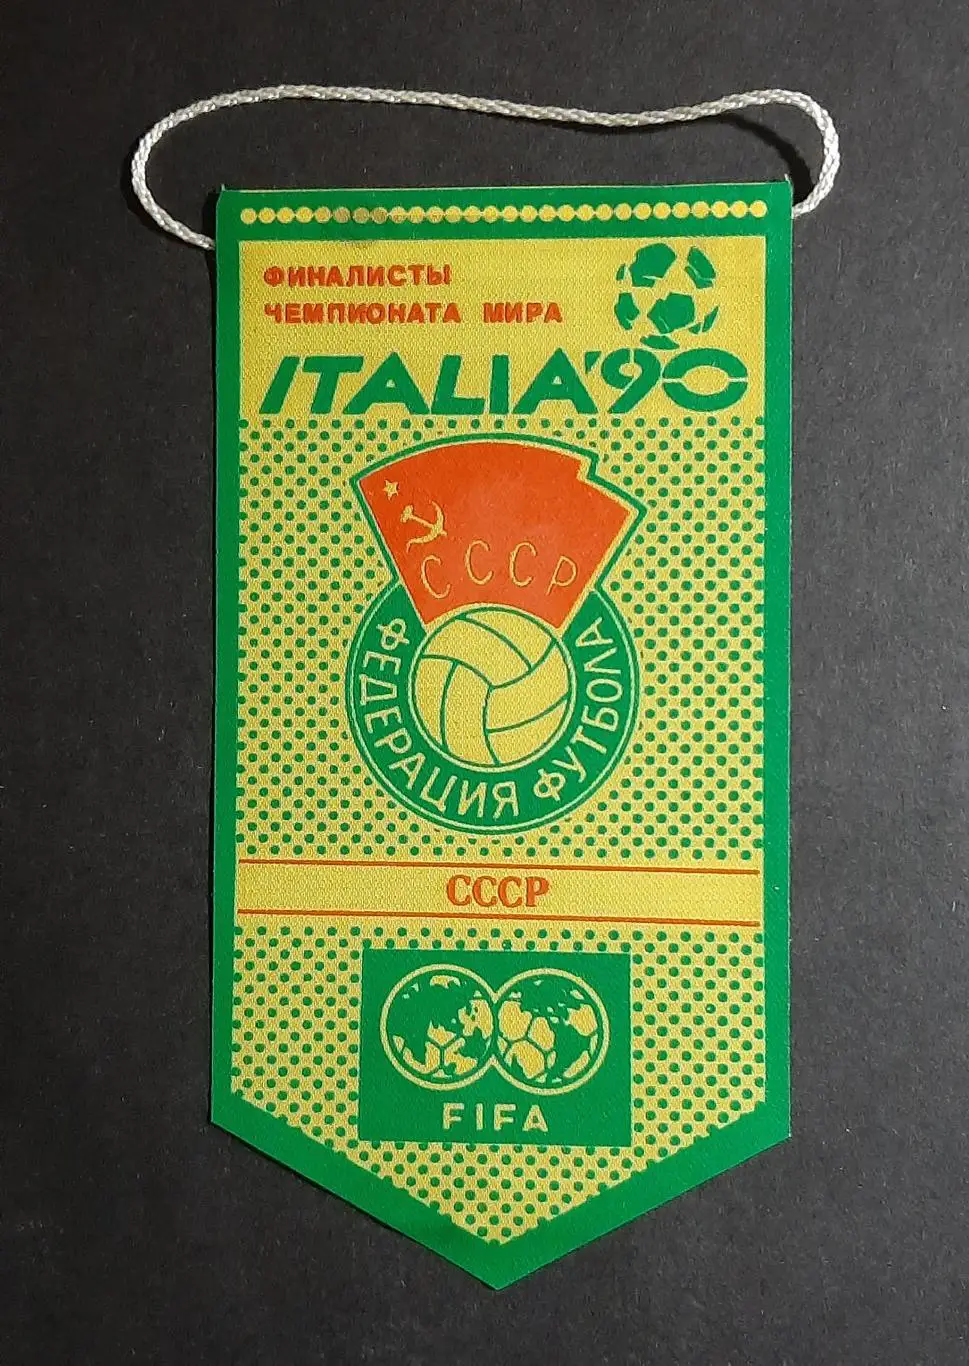 ФИНАЛИСТЫ
ЧЕМПИОНАТА МИРА
ITALIA'90
СССР
ФЕДЕРАЦИЯ ФУТБОЛА
СССР
FIFA